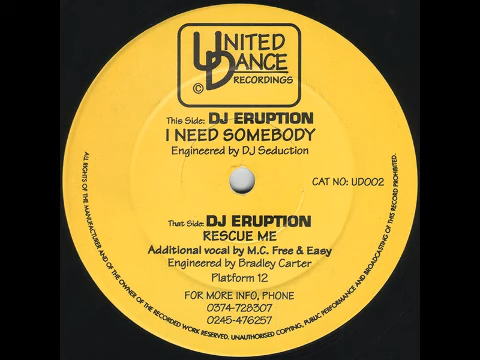 UNITED
DANCE
RECORDINGS
©
This Side: DJ ERUPTION
I NEED SOMEBODY
Engineered by DJ Seduction
CAT NO: UD002
That Side: DJ ERUPTION
RESCUE ME
Additional vocal by M.C. Free & Easy
Engineered by Bradley Carter
Platform 12
FOR MORE INFO, PHONE
0374-728307
0245-476257
ALL RIGHTS OF THE MANUFACTURER AND OF THE OWNER OF THE RECORDED WORK RESERVED. UNAUTHORISED COPYING, PUBLIC PERFORMANCE AND BROADCASTING OF THIS RECORD PROHIBITED.